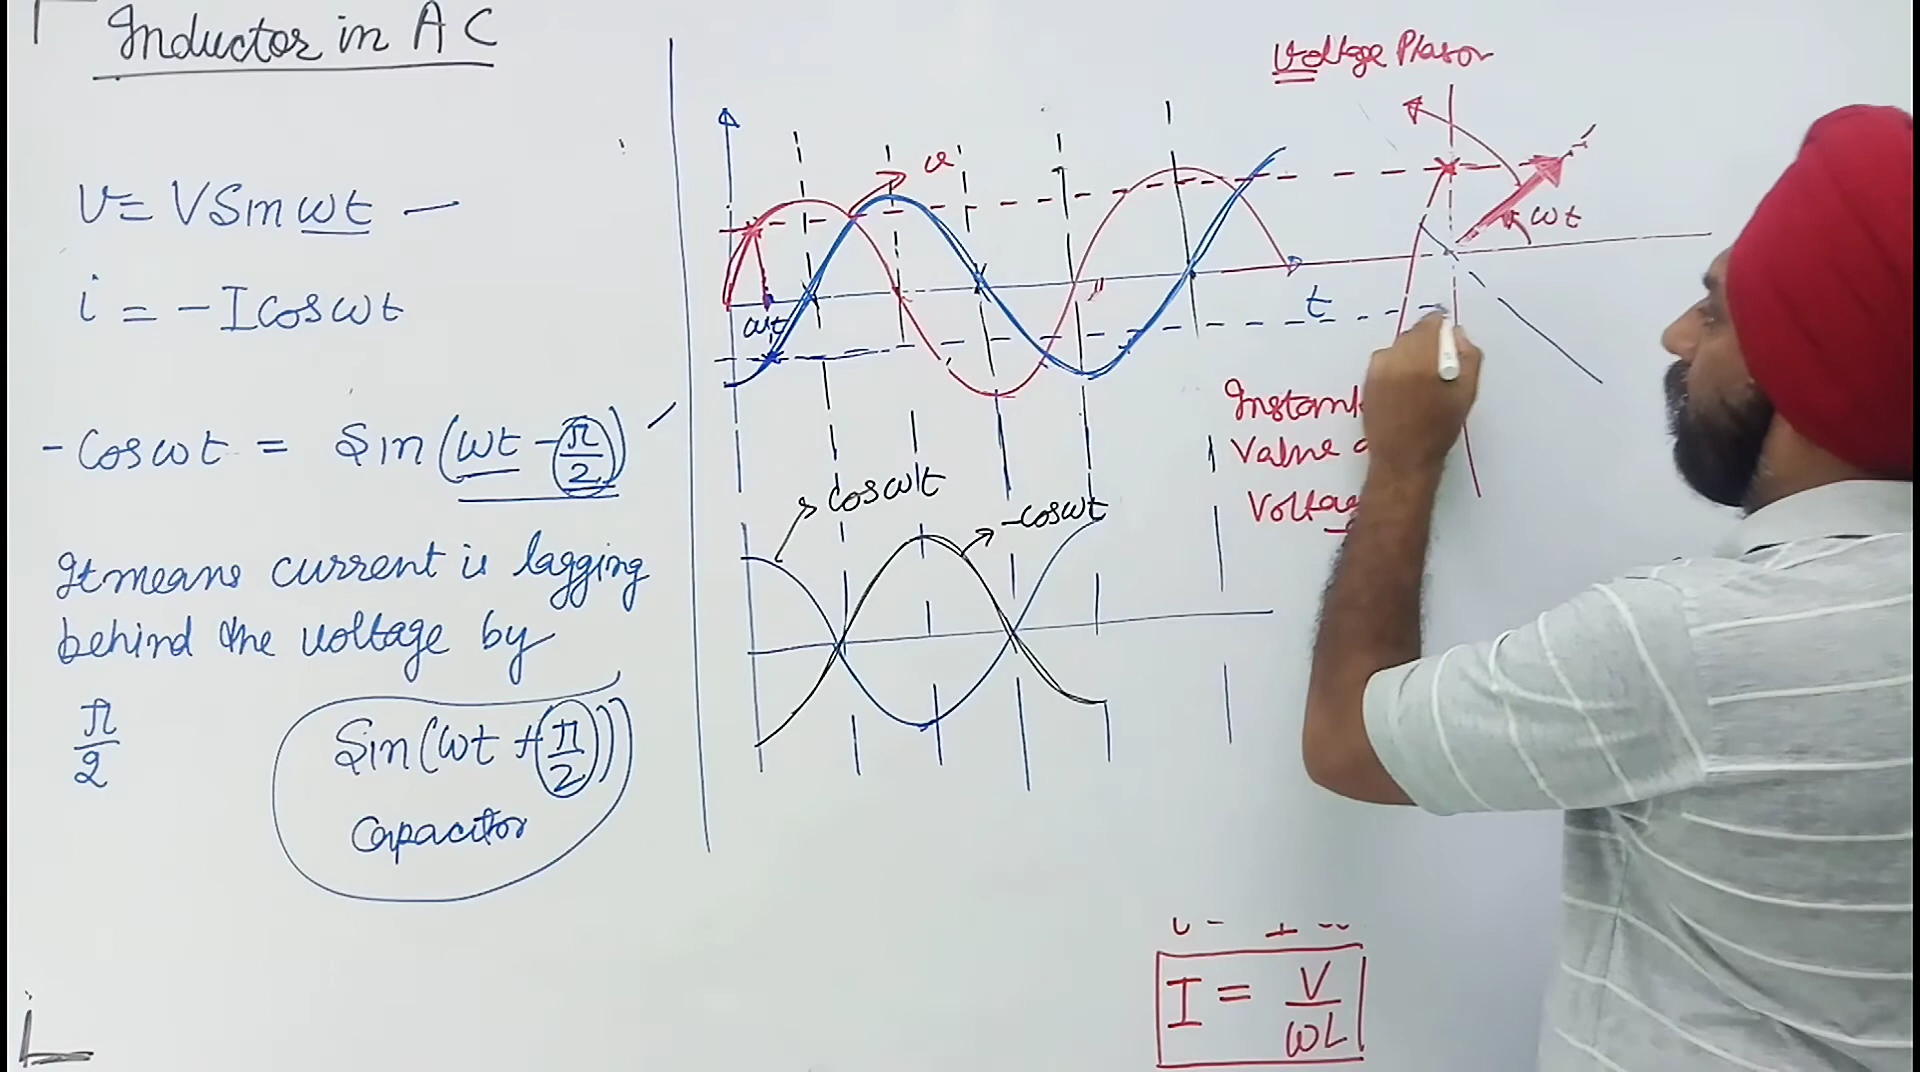 Inductor in AC
v = V Sin ωt —
i = - I Cos ωt
- Cos ωt = Sin (ωt - π/2)
It means current is lagging
behind the voltage by
π/2
Sin (ωt + (π/2))
Capacitor
v
ωt
t
Cos ωt
-cos ωt
Voltage Phasor
ωt
Value
I = V/ωL